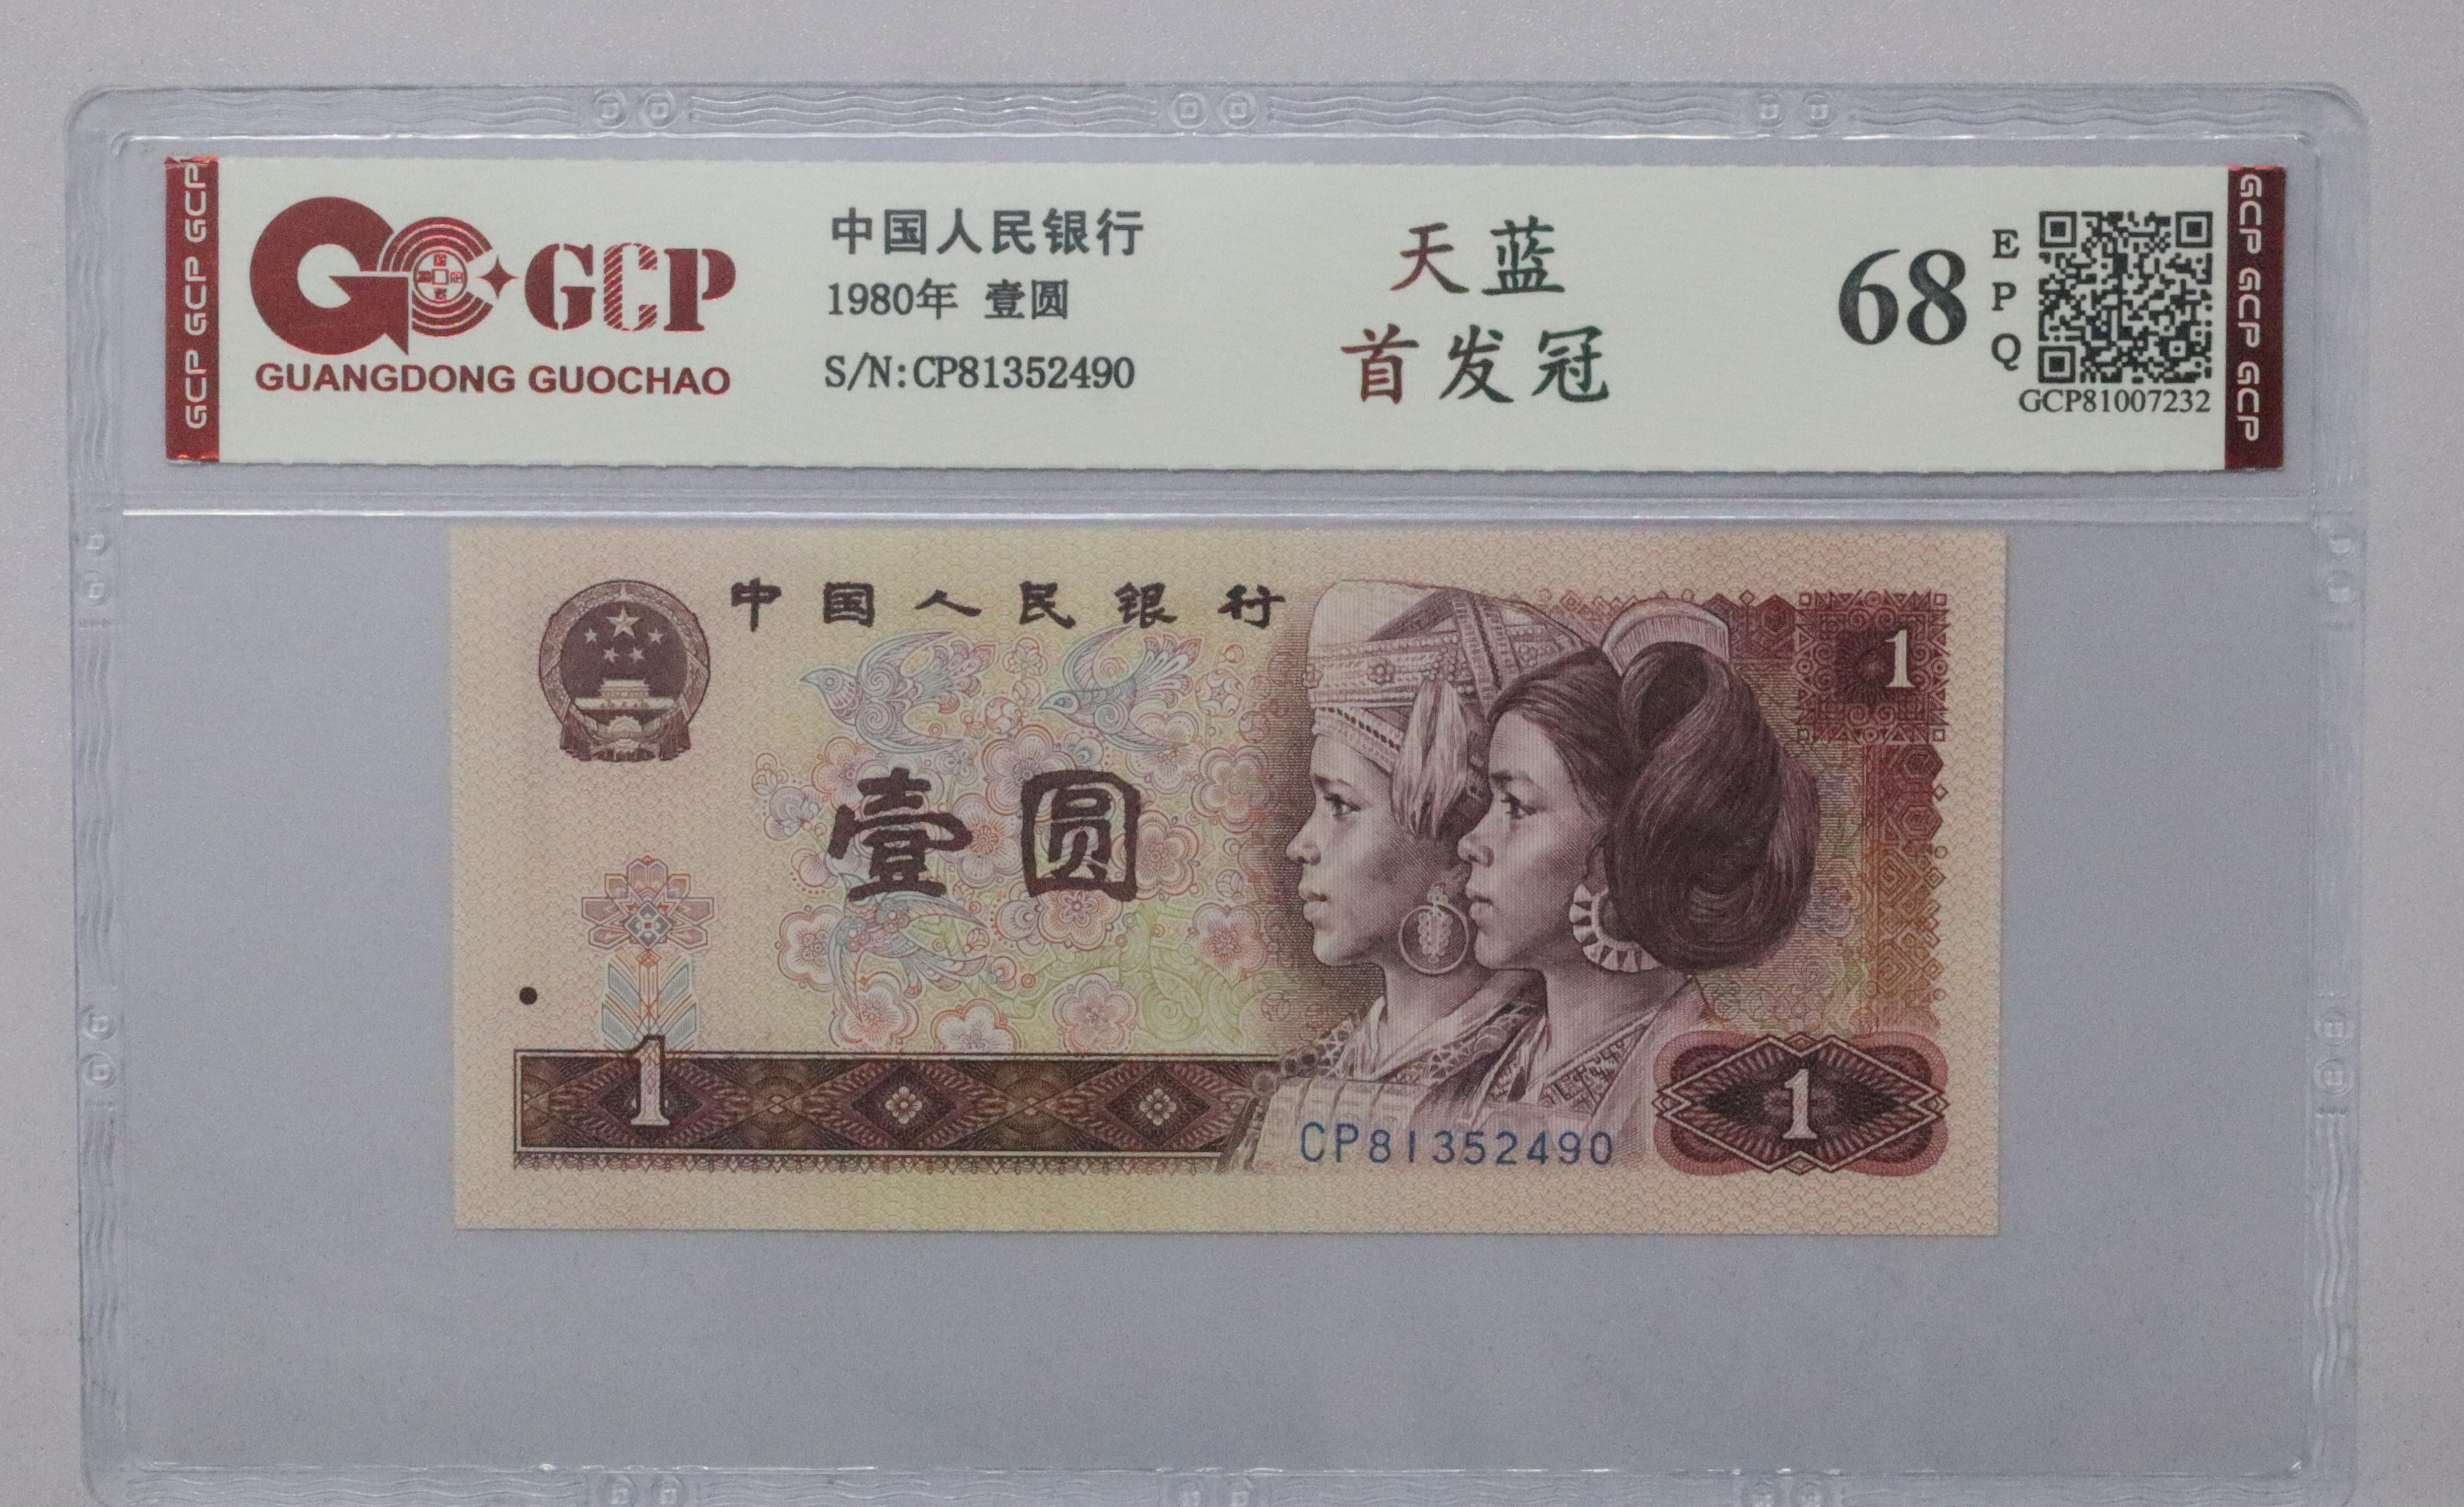 GCP GCP GCP
GCP
GUANGDONG GUOCHAO
中国人民银行
1980年 壹圆
S/N:CP81352490
天蓝
首发冠
68
EPQ
GCP81007232
GCP GCP GCP
中国人民银行
1
壹圆
1
1
CP81352490